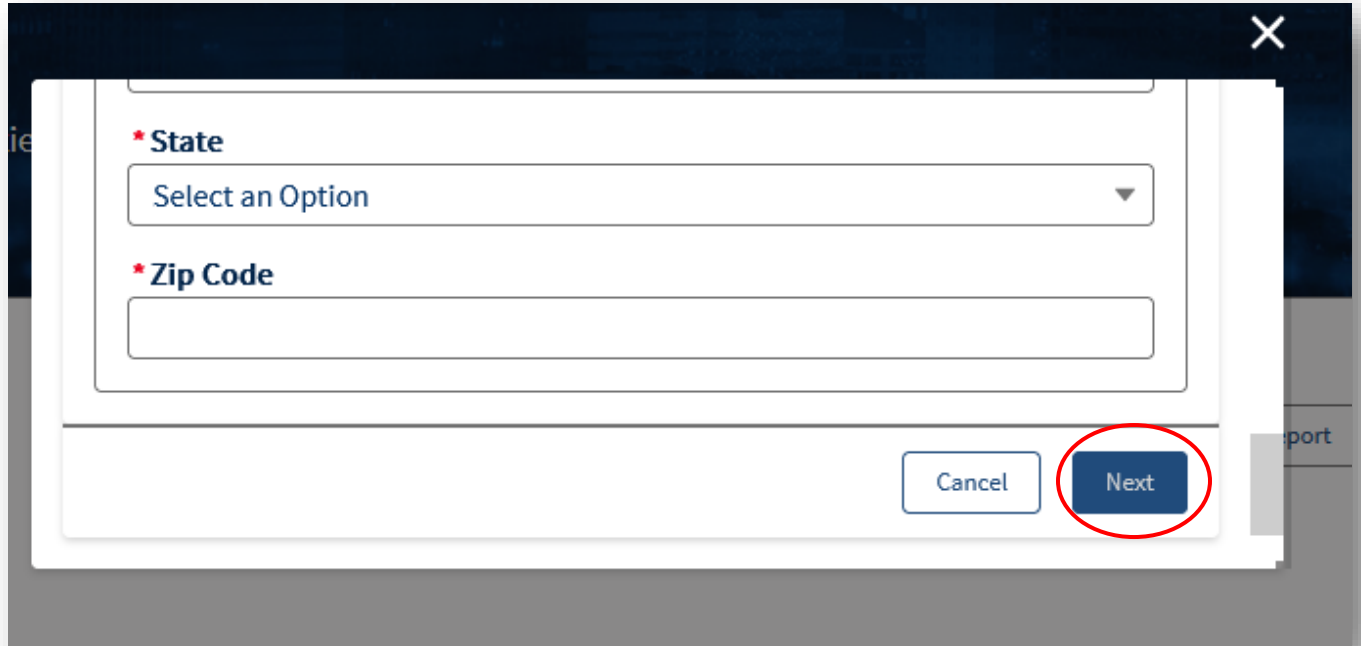 * State
Select an Option
* Zip Code
Cancel
Next